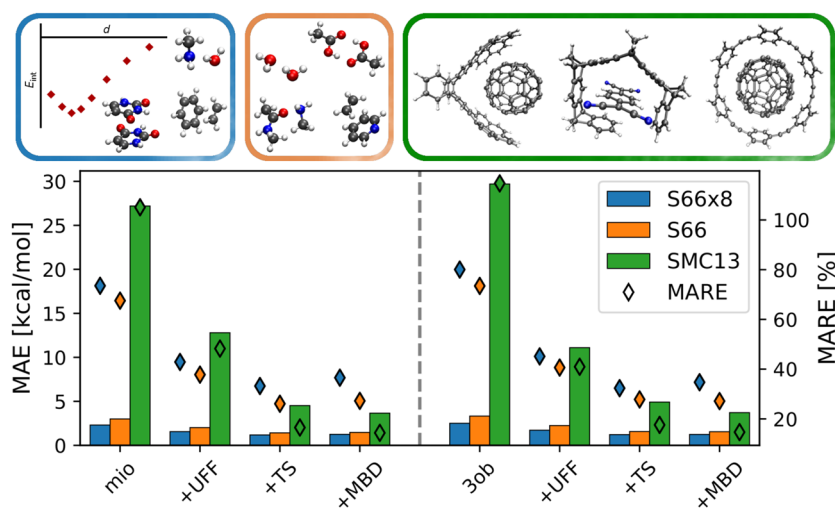 d
E_int
30
25
20
15
10
5
0
MAE [kcal/mol]
100
80
60
40
20
MARE [%]
S66x8
S66
SMC13
MARE
mio
+UFF
+TS
+MBD
3ob
+UFF
+TS
+MBD